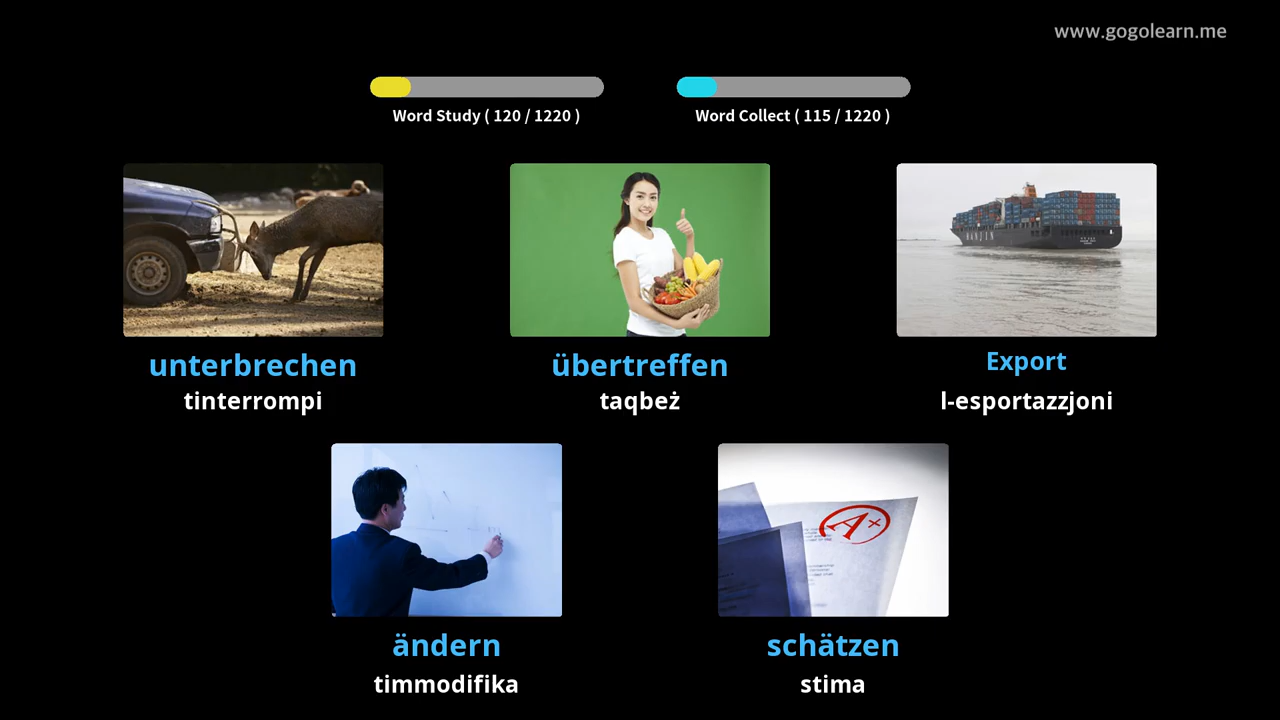 www.gogolearn.me
Word Study ( 120 / 1220 )
Word Collect ( 115 / 1220 )
unterbrechen
tinterrompi
übertreffen
taqbeż
Export
l-esportazzjoni
A+
ändern
timmodifika
schätzen
stima